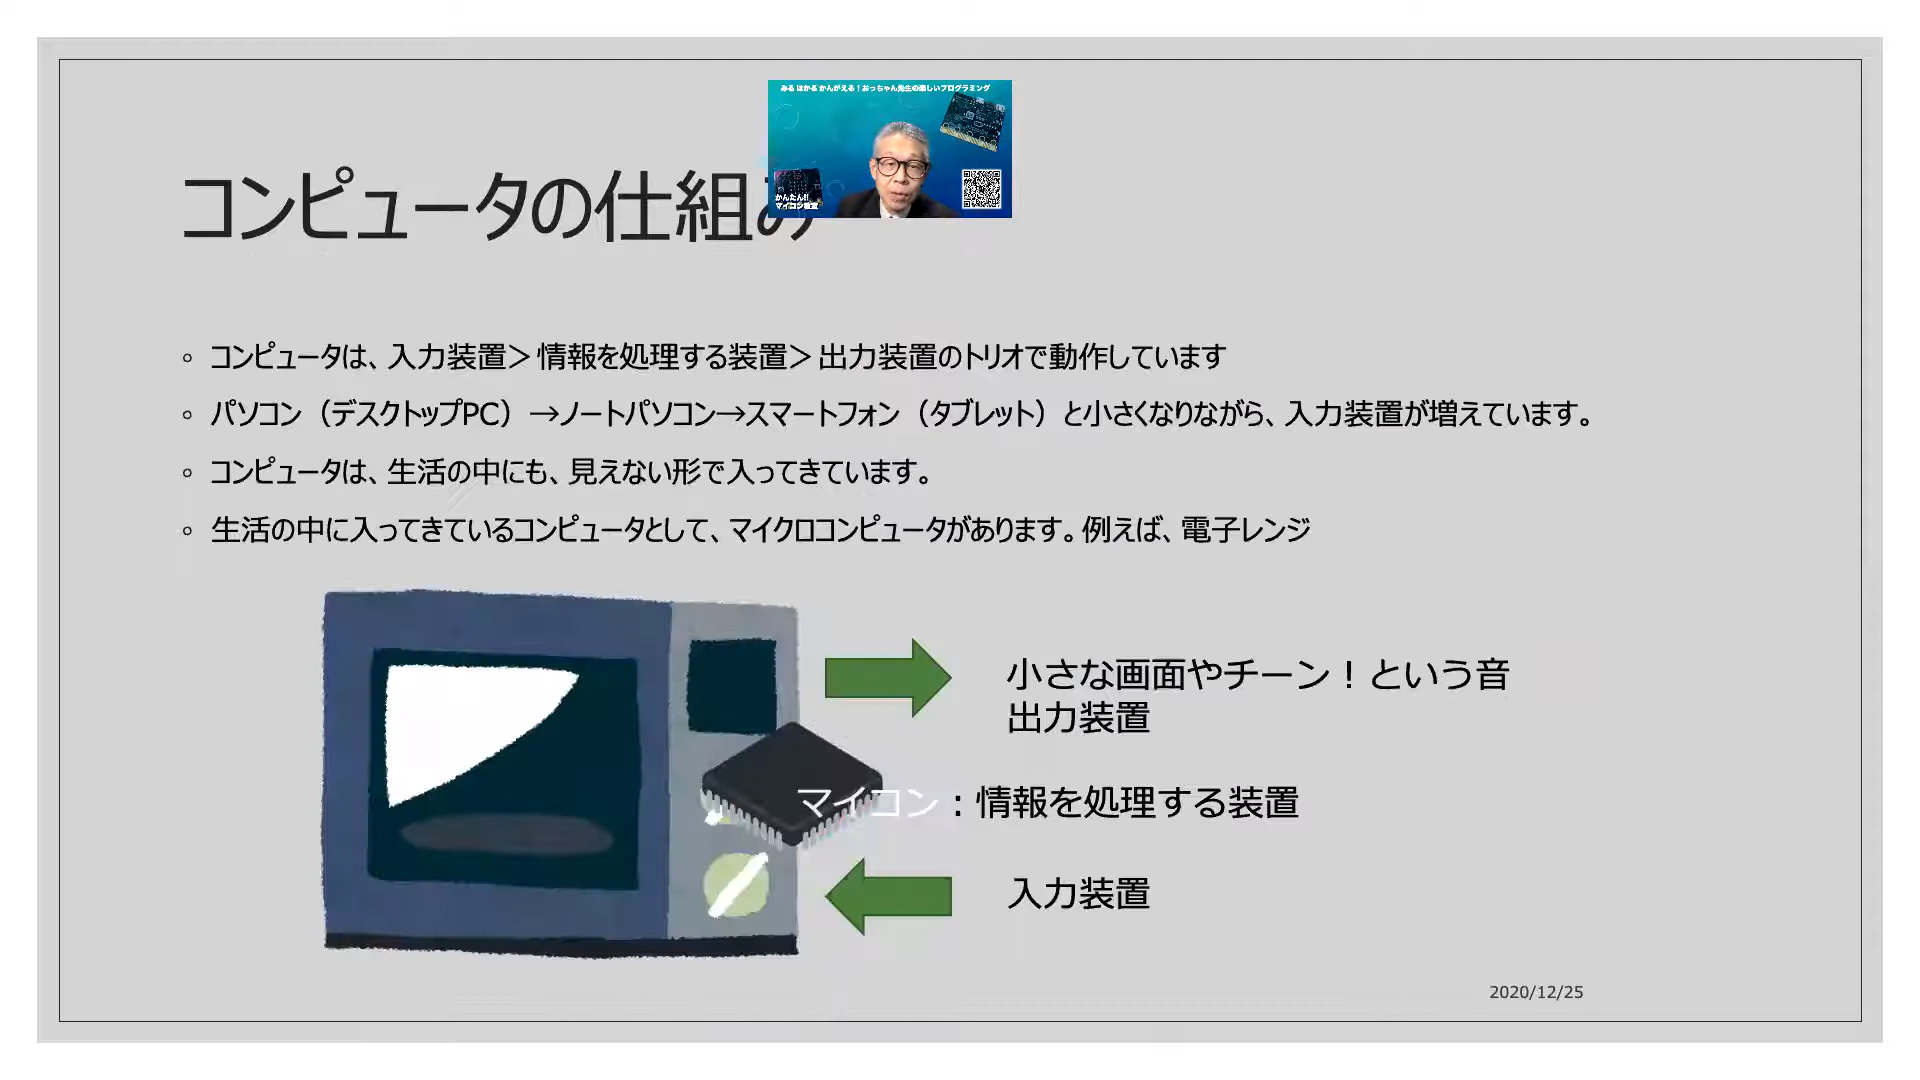 みる はかる かんがえる！おっちゃん先生の楽しいプログラミング
かんたん!!
マイコン教室
コンピュータの仕組み
コンピュータは、入力装置＞情報を処理する装置＞出力装置のトリオで動作しています
パソコン（デスクトップPC）→ノートパソコン→スマートフォン（タブレット）と小さくなりながら、入力装置が増えています。
コンピュータは、生活の中にも、見えない形で入ってきています。
生活の中に入ってきているコンピュータとして、マイクロコンピュータがあります。例えば、電子レンジ
小さな画面やチーン！という音
出力装置
マイコン：情報を処理する装置
入力装置
2020/12/25